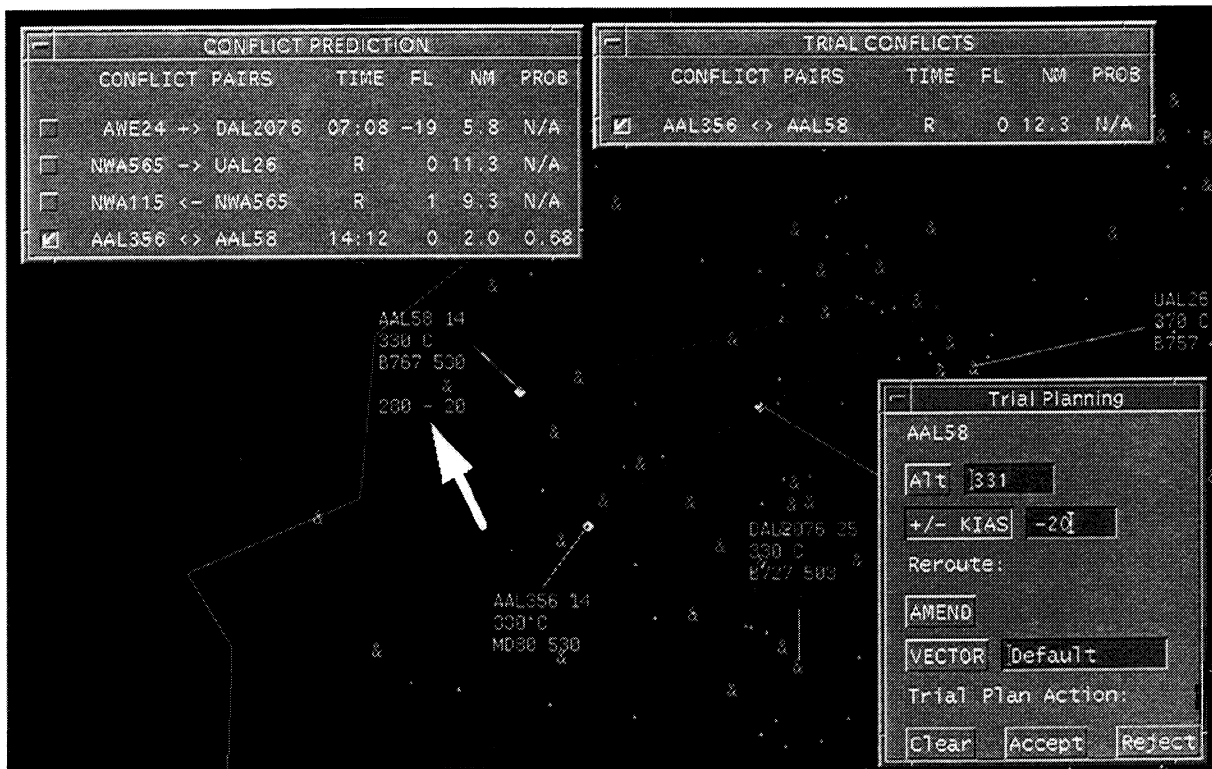 CONFLICT PREDICTION
CONFLICT PAIRS TIME FL NM PROB
AWE24 +> DAL2076 07:08 -19 5.8 N/A
NWA565 -> UAL26 R 0 11.3 N/A
NWA115 <- NWA565 R 1 9.3 N/A
AAL356 <> AAL58 14:12 0 2.0 0.68
TRIAL CONFLICTS
CONFLICT PAIRS TIME FL NM PROB
AAL356 <> AAL58 R 0 12.3 N/A
AAL58 14
330 C
B767 530
&
280 - 20
UAL26
370 C
B757
DAL2076 35
330 C
B727 503
AAL356 14
330 C
MD80 530
Trial Planning
AAL58
Alt 331
+/- KIAS -20
Reroute:
AMEND
VECTOR Default
Trial Plan Action:
Clear Accept Reject